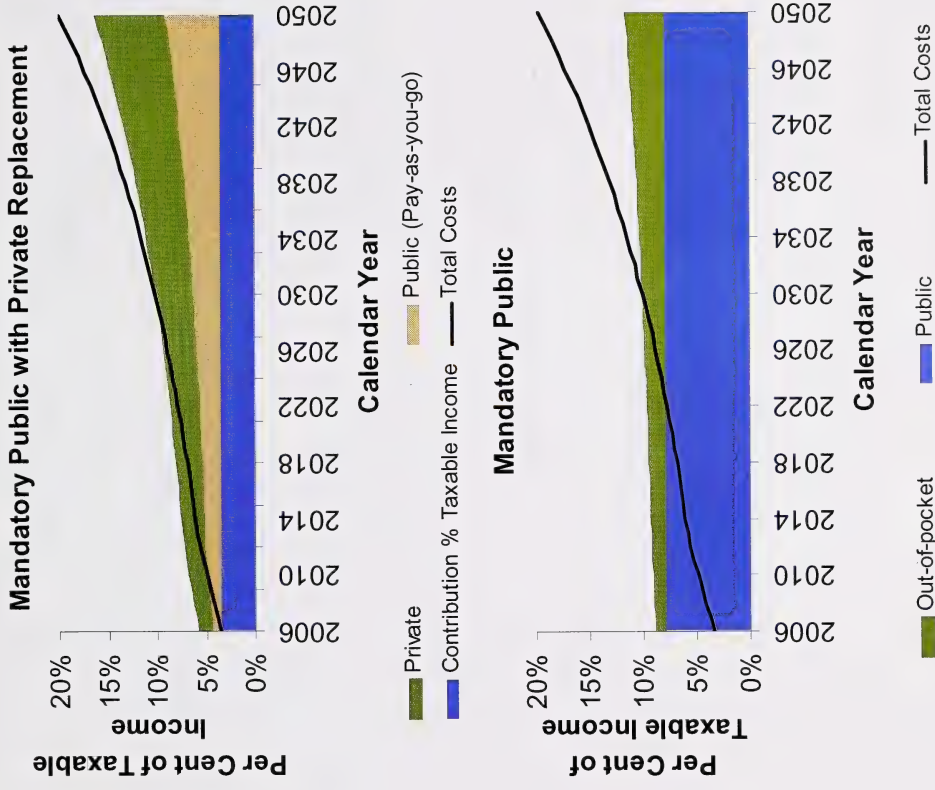 Mandatory Public with Private Replacement
Per Cent of Taxable
Income
20%
15%
10%
5%
0%
2006 2010 2014 2018 2022 2026 2030 2034 2038 2042 2046 2050
Calendar Year
Private Public (Pay-as-you-go)
Contribution % Taxable Income Total Costs
Mandatory Public
Per Cent of
Taxable Income
20%
15%
10%
5%
0%
2006 2010 2014 2018 2022 2026 2030 2034 2038 2042 2046 2050
Calendar Year
Out-of-pocket Public Total Costs